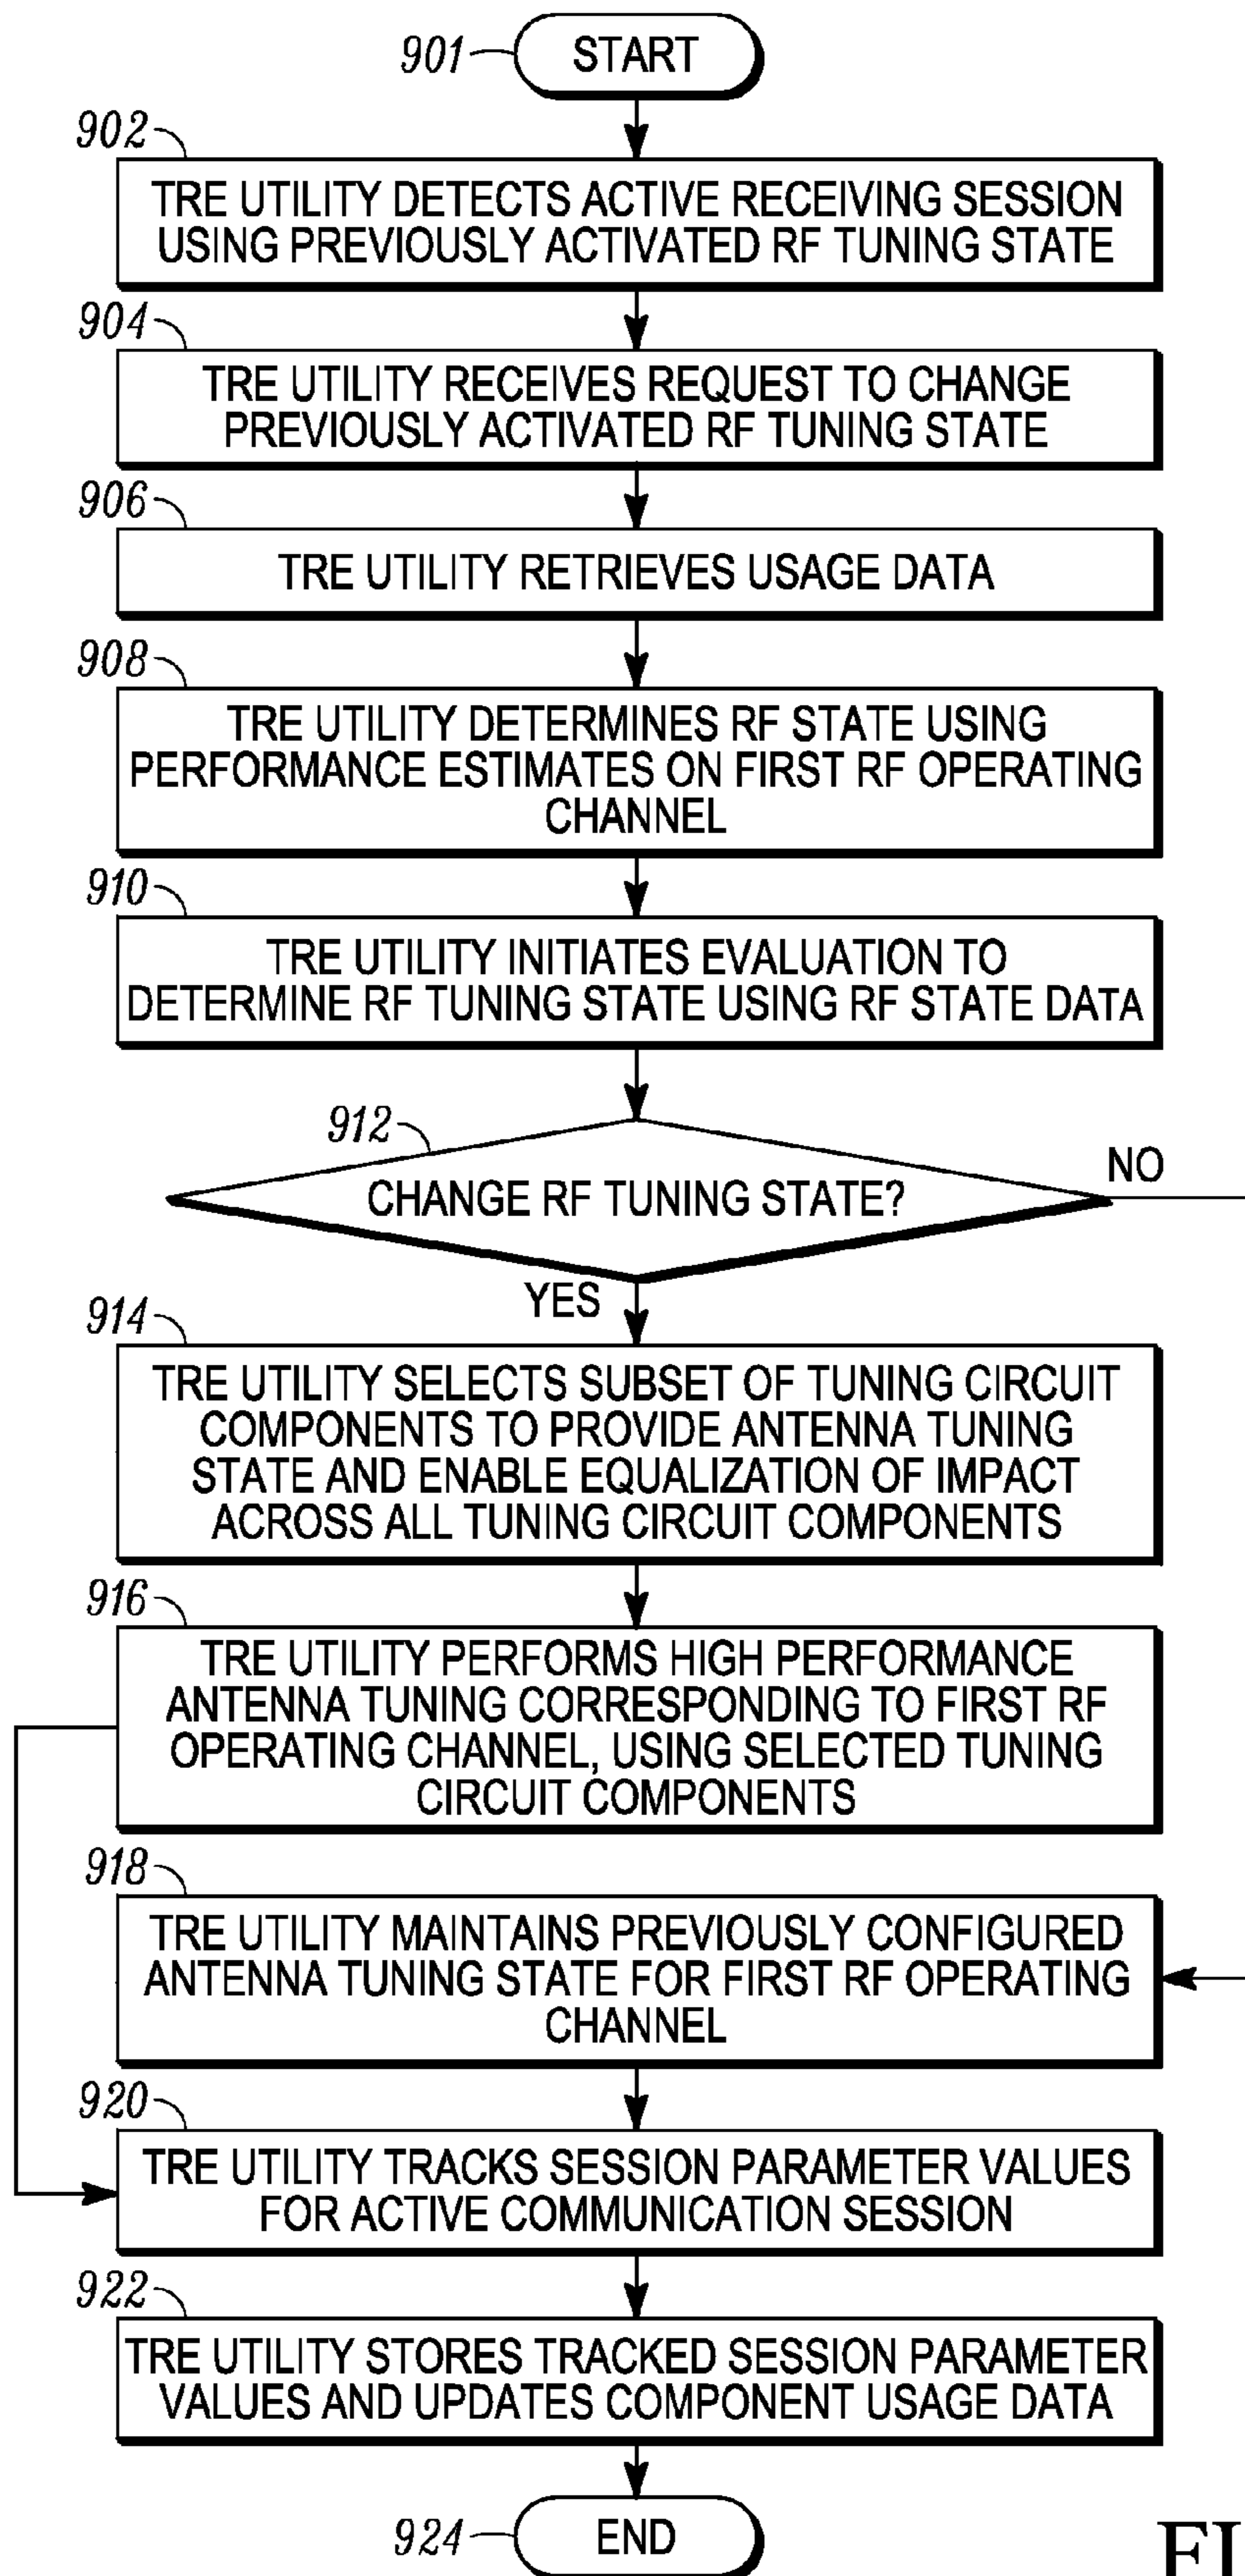 901
START
902
TRE UTILITY DETECTS ACTIVE RECEIVING SESSION
USING PREVIOUSLY ACTIVATED RF TUNING STATE
904
TRE UTILITY RECEIVES REQUEST TO CHANGE
PREVIOUSLY ACTIVATED RF TUNING STATE
906
TRE UTILITY RETRIEVES USAGE DATA
908
TRE UTILITY DETERMINES RF STATE USING
PERFORMANCE ESTIMATES ON FIRST RF OPERATING
CHANNEL
910
TRE UTILITY INITIATES EVALUATION TO
DETERMINE RF TUNING STATE USING RF STATE DATA
912
CHANGE RF TUNING STATE?
NO
YES
914
TRE UTILITY SELECTS SUBSET OF TUNING CIRCUIT
COMPONENTS TO PROVIDE ANTENNA TUNING
STATE AND ENABLE EQUALIZATION OF IMPACT
ACROSS ALL TUNING CIRCUIT COMPONENTS
916
TRE UTILITY PERFORMS HIGH PERFORMANCE
ANTENNA TUNING CORRESPONDING TO FIRST RF
OPERATING CHANNEL, USING SELECTED TUNING
CIRCUIT COMPONENTS
918
TRE UTILITY MAINTAINS PREVIOUSLY CONFIGURED
ANTENNA TUNING STATE FOR FIRST RF OPERATING
CHANNEL
920
TRE UTILITY TRACKS SESSION PARAMETER VALUES
FOR ACTIVE COMMUNICATION SESSION
922
TRE UTILITY STORES TRACKED SESSION PARAMETER
VALUES AND UPDATES COMPONENT USAGE DATA
924
END